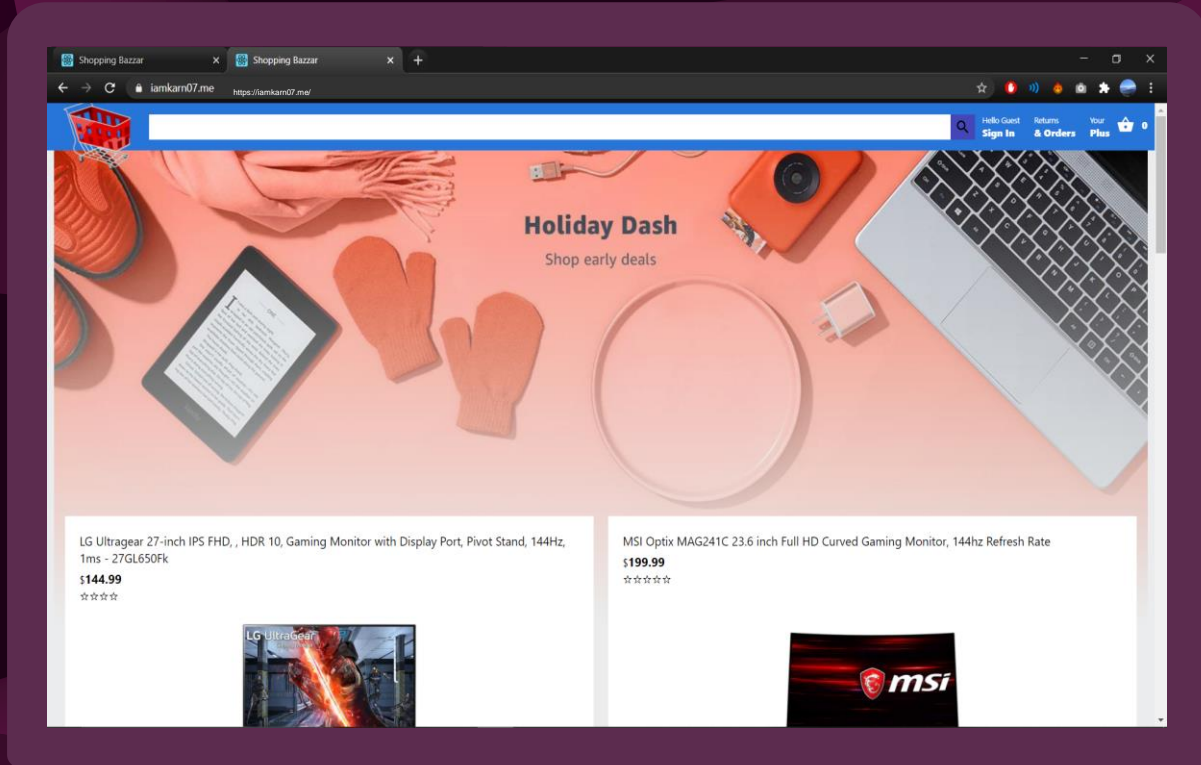 Shopping Bazzar
Shopping Bazzar
iamkarn07.me https://iamkarn07.me/
Hello Guest
Sign In
Returns
& Orders
Your
Plus
0
Holiday Dash
Shop early deals
LG Ultragear 27-inch IPS FHD, , HDR 10, Gaming Monitor with Display Port, Pivot Stand, 144Hz,
1ms - 27GL650Fk
$144.99
☆☆☆☆
LG UltraGear
MSI Optix MAG241C 23.6 inch Full HD Curved Gaming Monitor, 144hz Refresh Rate
$199.99
☆☆☆☆☆
msi